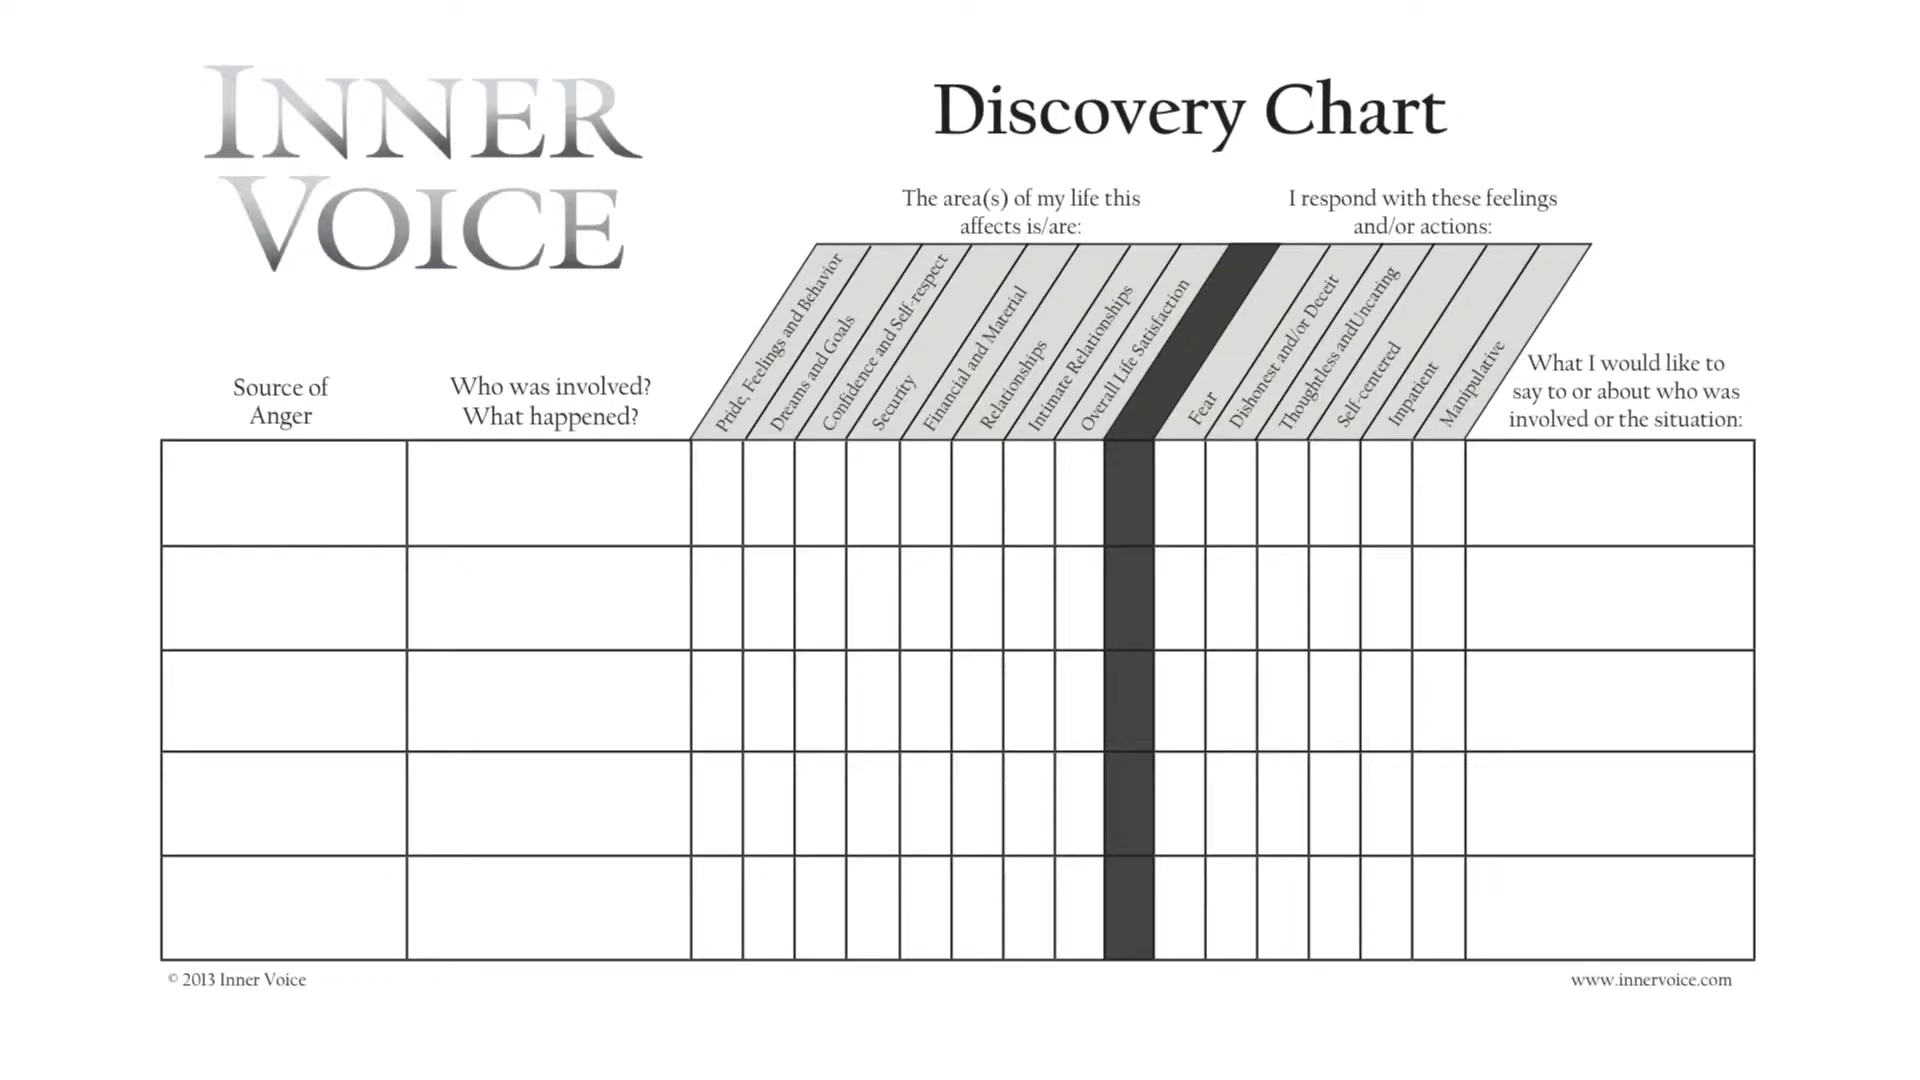 INNER
VOICE
Discovery Chart
The area(s) of my life this
affects is/are:
I respond with these feelings
and/or actions:
Source of
Anger
Who was involved?
What happened?
Pride, Feelings and Behavior
Dreams and Goals
Confidence and Self-respect
Security
Financial and Material
Relationships
Intimate Relationships
Overall Life Satisfaction
Fear
Dishonest and/or Deceit
Thoughtless andUncaring
Self-centered
Impatient
Manipulative
What I would like to
say to or about who was
involved or the situation:
© 2013 Inner Voice
www.innervoice.com